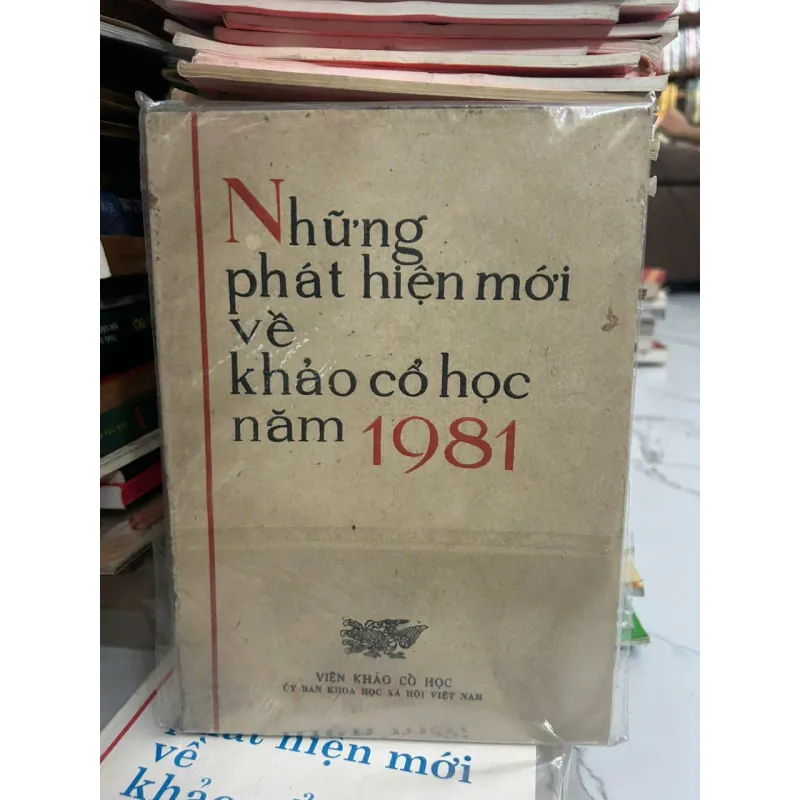 Những
phát hiện mới
về
khảo cổ học
năm 1981
VIỆN KHẢO CỔ HỌC
ỦY BAN KHOA HỌC XÃ HỘI VIỆT NAM
phát hiện mới
về